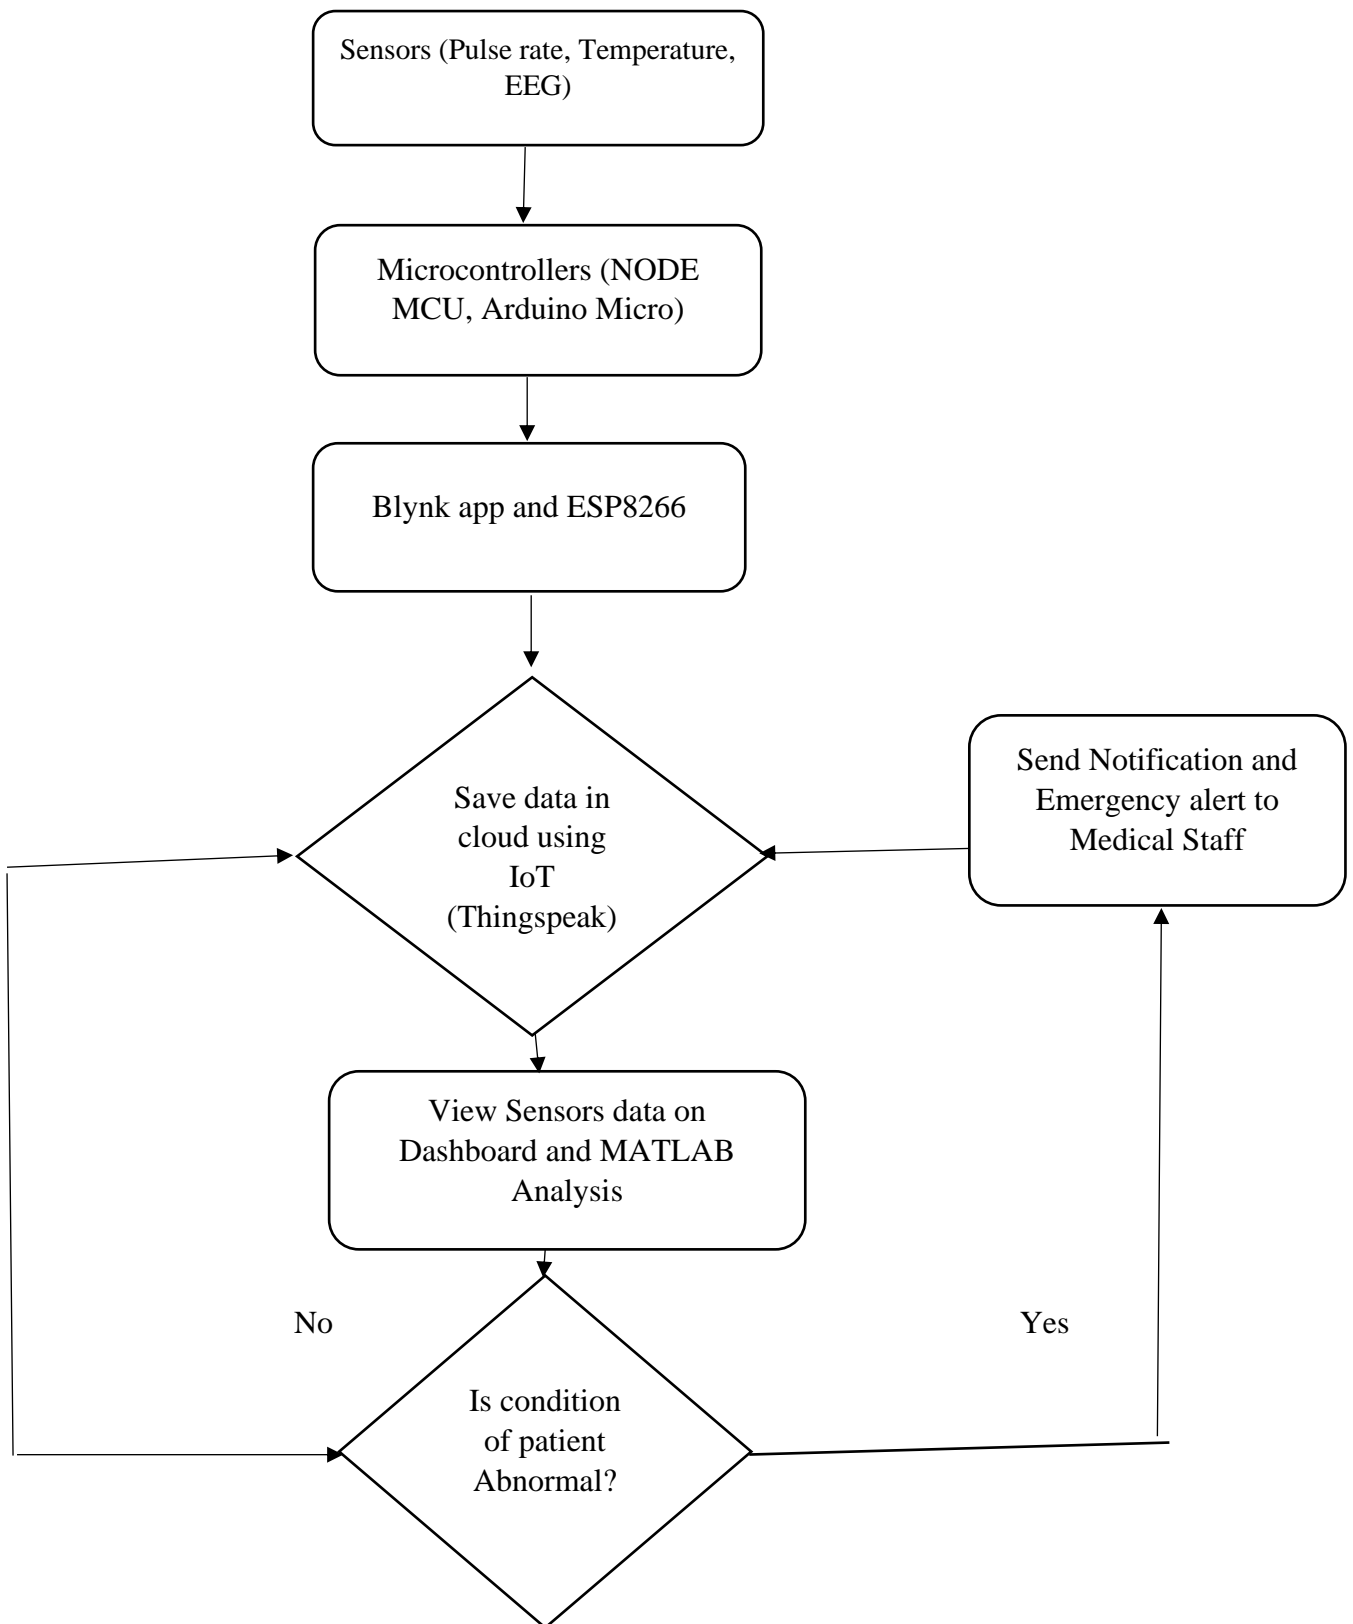 Sensors (Pulse rate, Temperature,
EEG)
Microcontrollers (NODE
MCU, Arduino Micro)
Blynk app and ESP8266
Save data in
cloud using
IoT
(Thingspeak)
Send Notification and
Emergency alert to
Medical Staff
View Sensors data on
Dashboard and MATLAB
Analysis
No
Yes
Is condition
of patient
Abnormal?